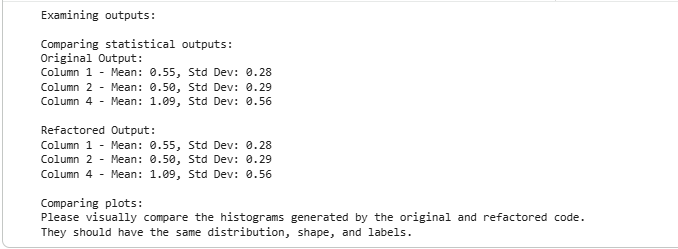 Examining outputs:
Comparing statistical outputs:
Original Output:
Column 1 - Mean: 0.55, Std Dev: 0.28
Column 2 - Mean: 0.50, Std Dev: 0.29
Column 4 - Mean: 1.09, Std Dev: 0.56
Refactored Output:
Column 1 - Mean: 0.55, Std Dev: 0.28
Column 2 - Mean: 0.50, Std Dev: 0.29
Column 4 - Mean: 1.09, Std Dev: 0.56
Comparing plots:
Please visually compare the histograms generated by the original and refactored code.
They should have the same distribution, shape, and labels.